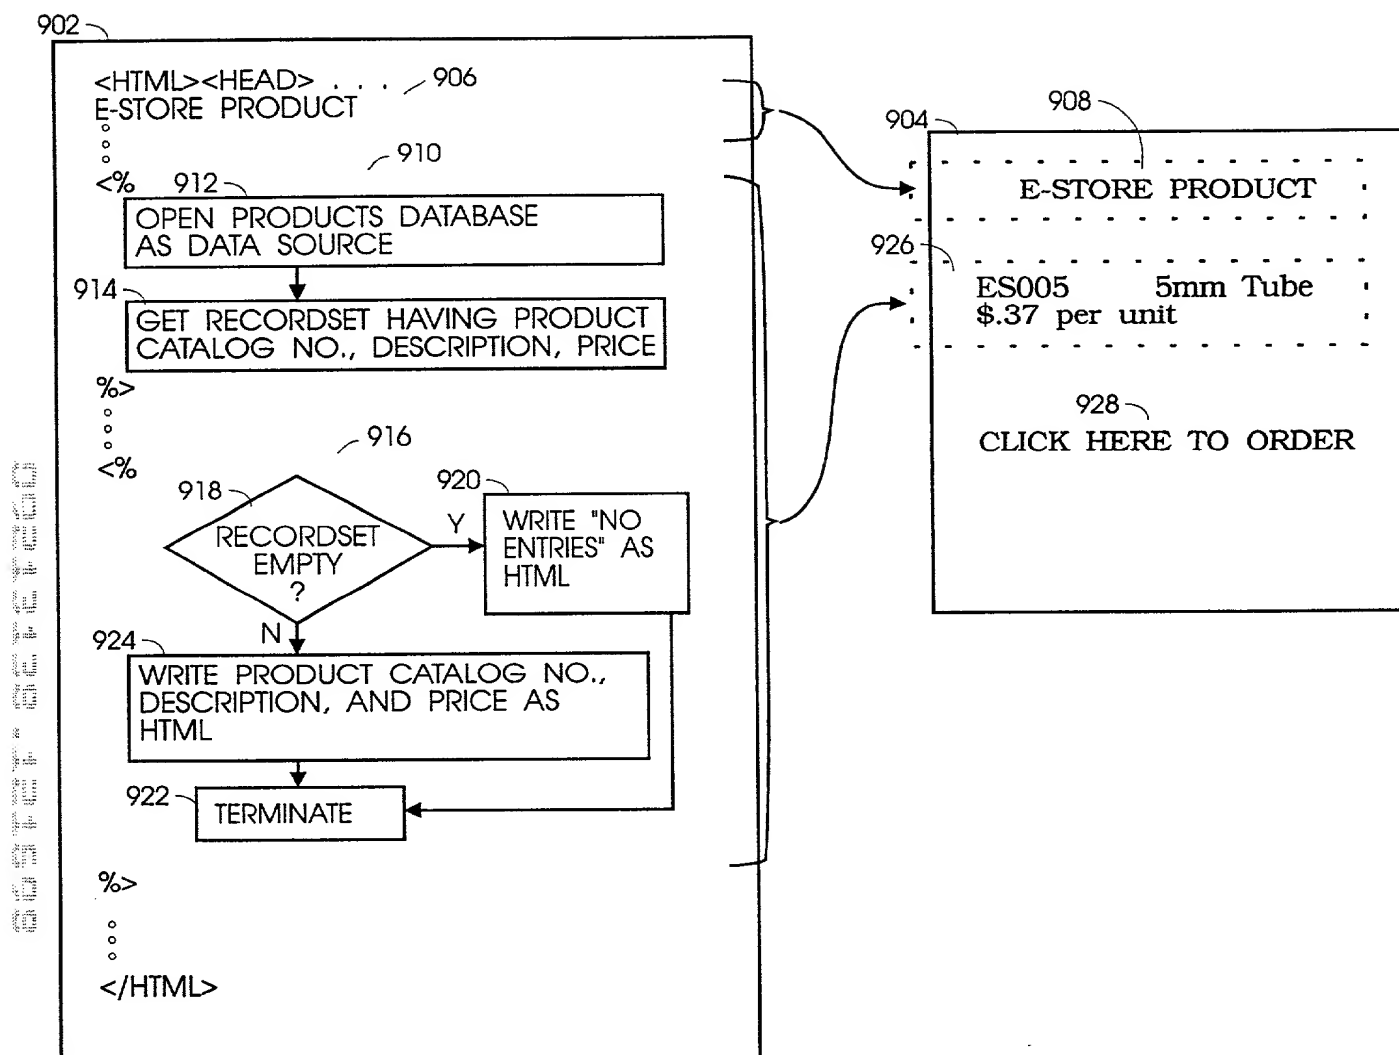 902
<HTML><HEAD> . . .
906
E-STORE PRODUCT
910
<%
912
OPEN PRODUCTS DATABASE
AS DATA SOURCE
914
GET RECORDSET HAVING PRODUCT
CATALOG NO., DESCRIPTION, PRICE
%>
916
<%
918
RECORDSET
EMPTY
?
Y
N
920
WRITE "NO
ENTRIES" AS
HTML
924
WRITE PRODUCT CATALOG NO.,
DESCRIPTION, AND PRICE AS
HTML
922
TERMINATE
%>
</HTML>
904
908
E-STORE PRODUCT
926
ES005 5mm Tube
$.37 per unit
928
CLICK HERE TO ORDER